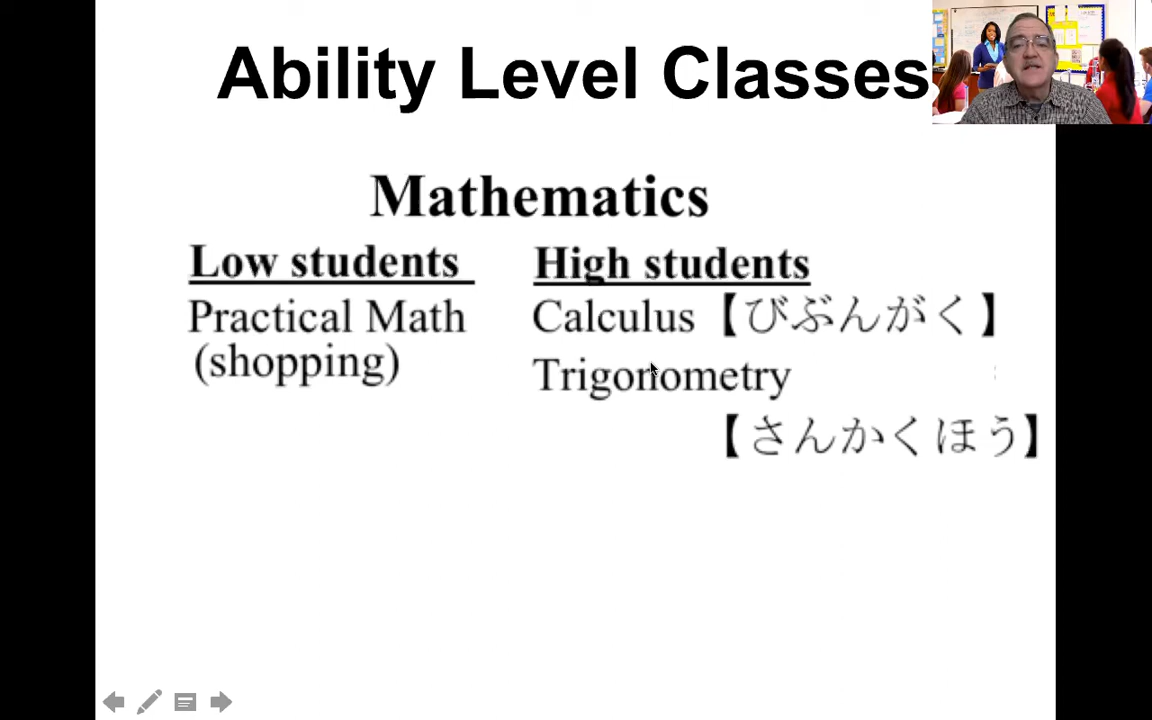 Ability Level Classes
Mathematics
Low students
Practical Math
(shopping)
High students
Calculus【びぶんがく】
Trigonometry
【さんかくほう】